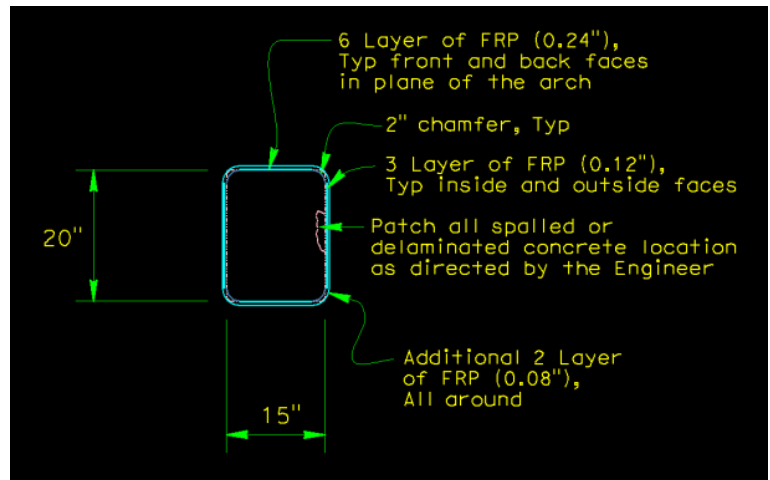 6 Layer of FRP (0.24"),
Typ front and back faces
in plane of the arch
2" chamfer, Typ
3 Layer of FRP (0.12"),
Typ inside and outside faces
Patch all spalled or
delaminated concrete location
as directed by the Engineer
20"
Additional 2 Layer
of FRP (0.08"),
All around
15"